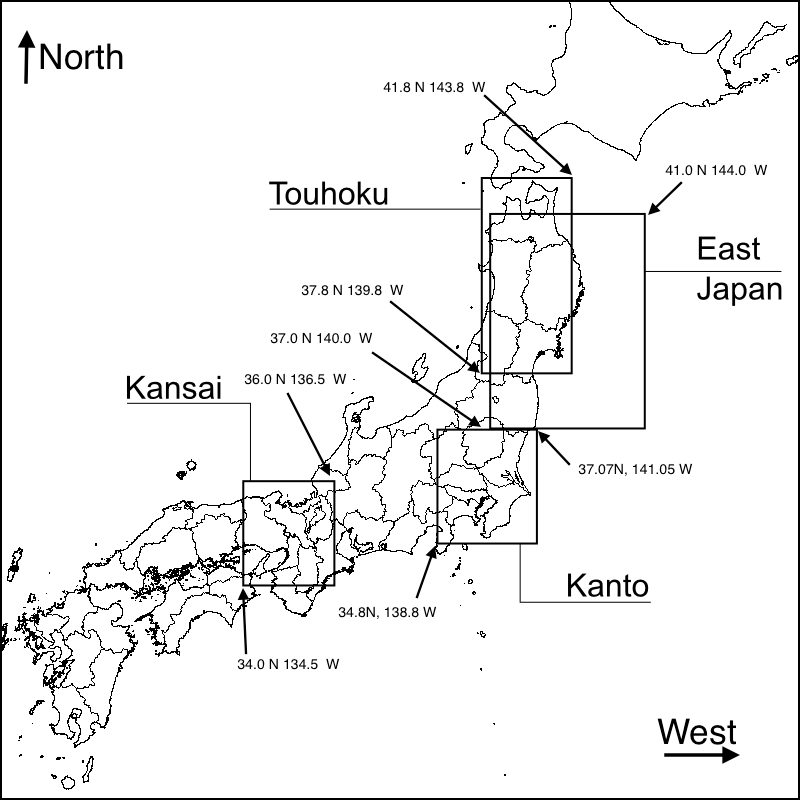 North
41.8 N 143.8 W
41.0 N 144.0 W
Touhoku
East
Japan
37.8 N 139.8 W
37.0 N 140.0 W
36.0 N 136.5 W
Kansai
37.07N, 141.05 W
Kanto
34.8N, 138.8 W
34.0 N 134.5 W
West